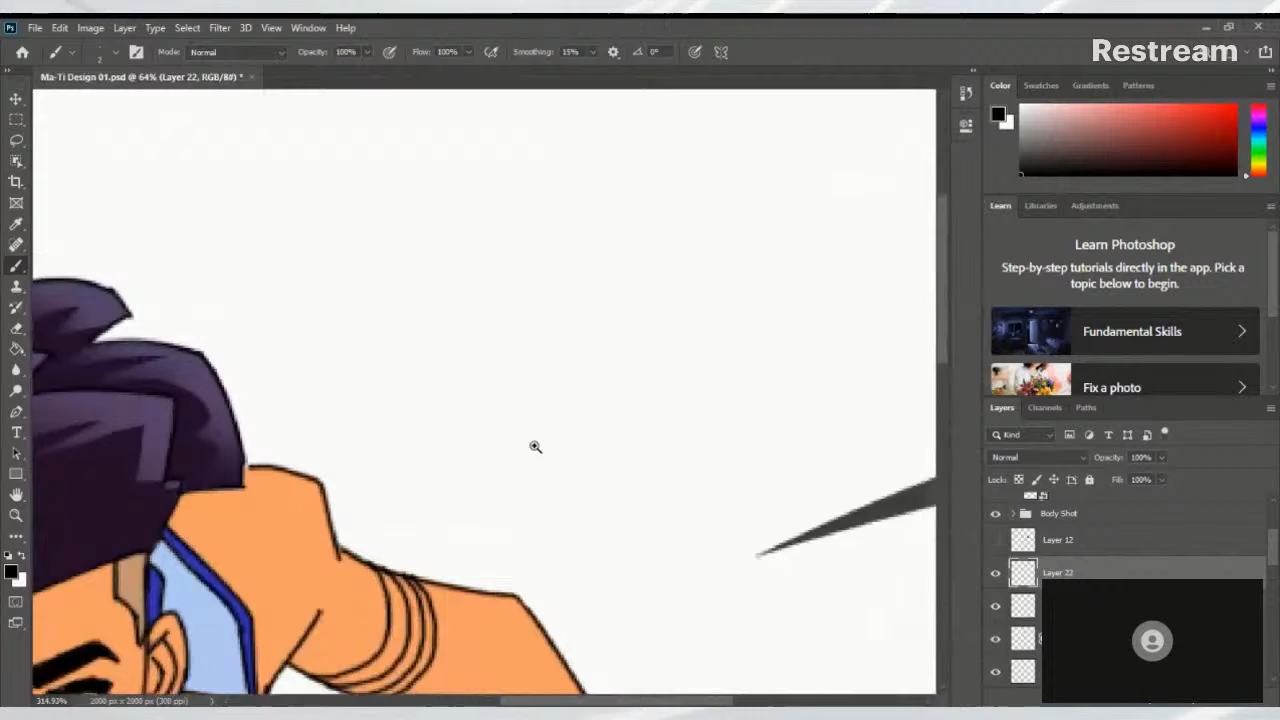 File Edit Image Layer Type Select Filter 3D View Window Help
2 Mode: Normal Opacity: 100% Flow: 100% Smoothing: 15% 0°
Restream
Ma-Ti Design 01.psd @ 64% (Layer 22, RGB/8#) *
Color Swatches Gradients Patterns
Learn Libraries Adjustments
Learn Photoshop
Step-by-step tutorials directly in the app. Pick a
topic below to begin.
Fundamental Skills
Fix a photo
Layers Channels Paths
Kind
Normal Opacity: 100%
Lock: Fill: 100%
Body Shot
Layer 12
Layer 22
314.93% 2000 px x 2000 px (300 ppi)